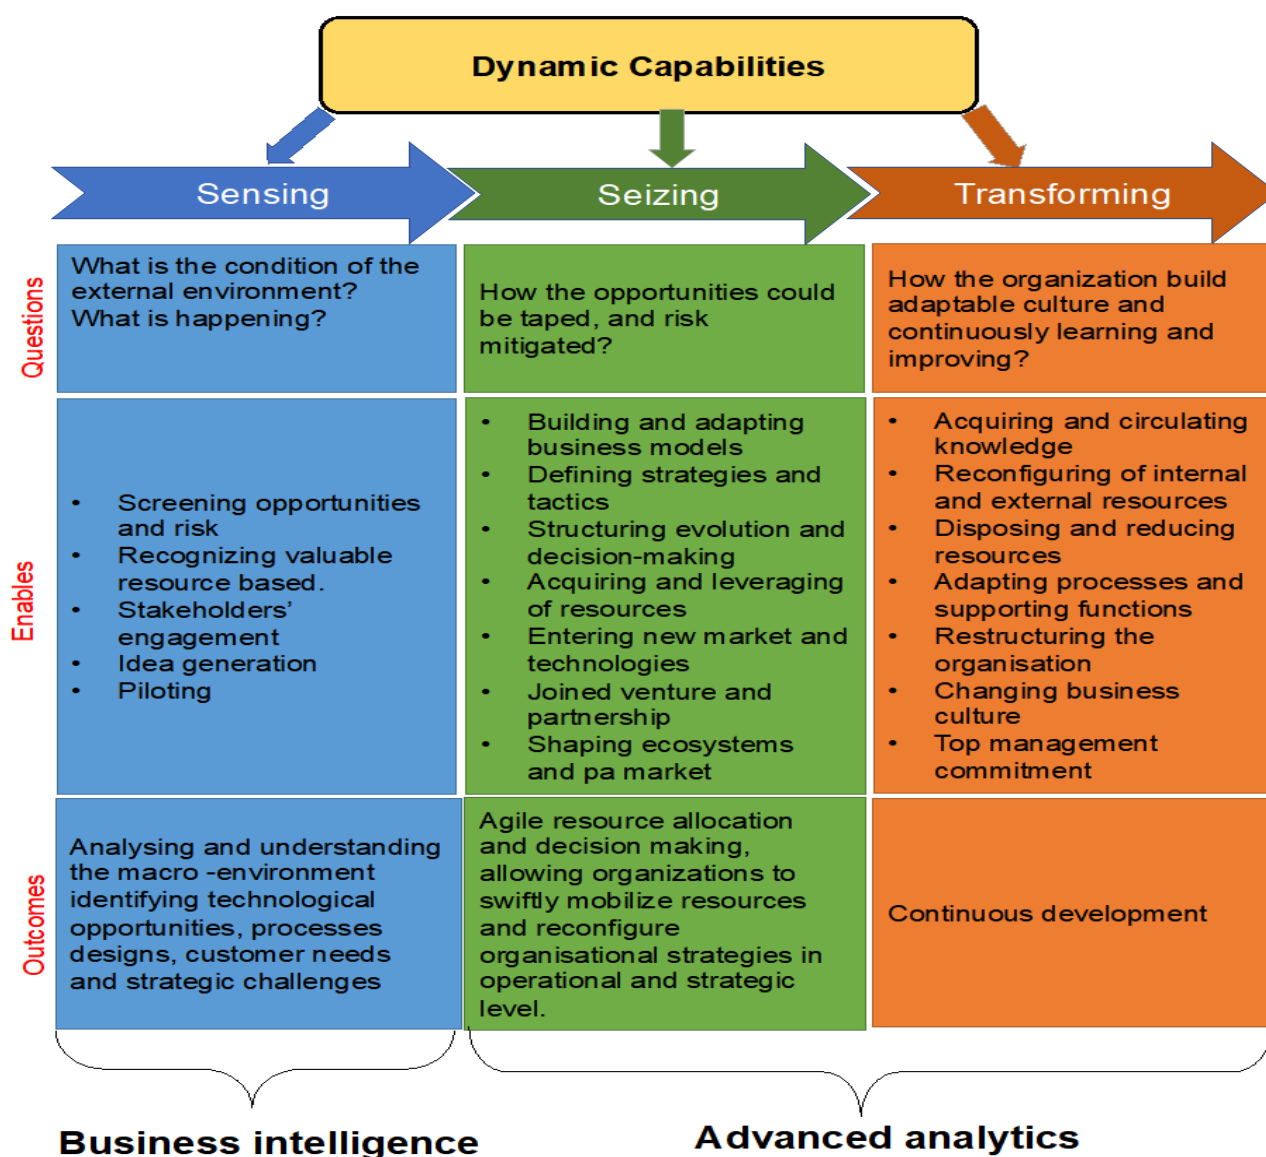 Dynamic Capabilities
Sensing
Seizing
Transforming
Questions
What is the condition of the
external environment?
What is happening?
How the opportunities could
be taped, and risk
mitigated?
How the organization build
adaptable culture and
continuously learning and
improving?
Enables
• Screening opportunities
and risk
• Recognizing valuable
resource based.
• Stakeholders’
engagement
• Idea generation
• Piloting
• Building and adapting
business models
• Defining strategies and
tactics
• Structuring evolution and
decision-making
• Acquiring and leveraging
of resources
• Entering new market and
technologies
• Joined venture and
partnership
• Shaping ecosystems
and pa market
• Acquiring and circulating
knowledge
• Reconfiguring of internal
and external resources
• Disposing and reducing
resources
• Adapting processes and
supporting functions
• Restructuring the
organisation
• Changing business
culture
• Top management
commitment
Outcomes
Analysing and understanding
the macro -environment
identifying technological
opportunities, processes
designs, customer needs
and strategic challenges
Agile resource allocation
and decision making,
allowing organizations to
swiftly mobilize resources
and reconfigure
organisational strategies in
operational and strategic
level.
Continuous development
Business intelligence
Advanced analytics